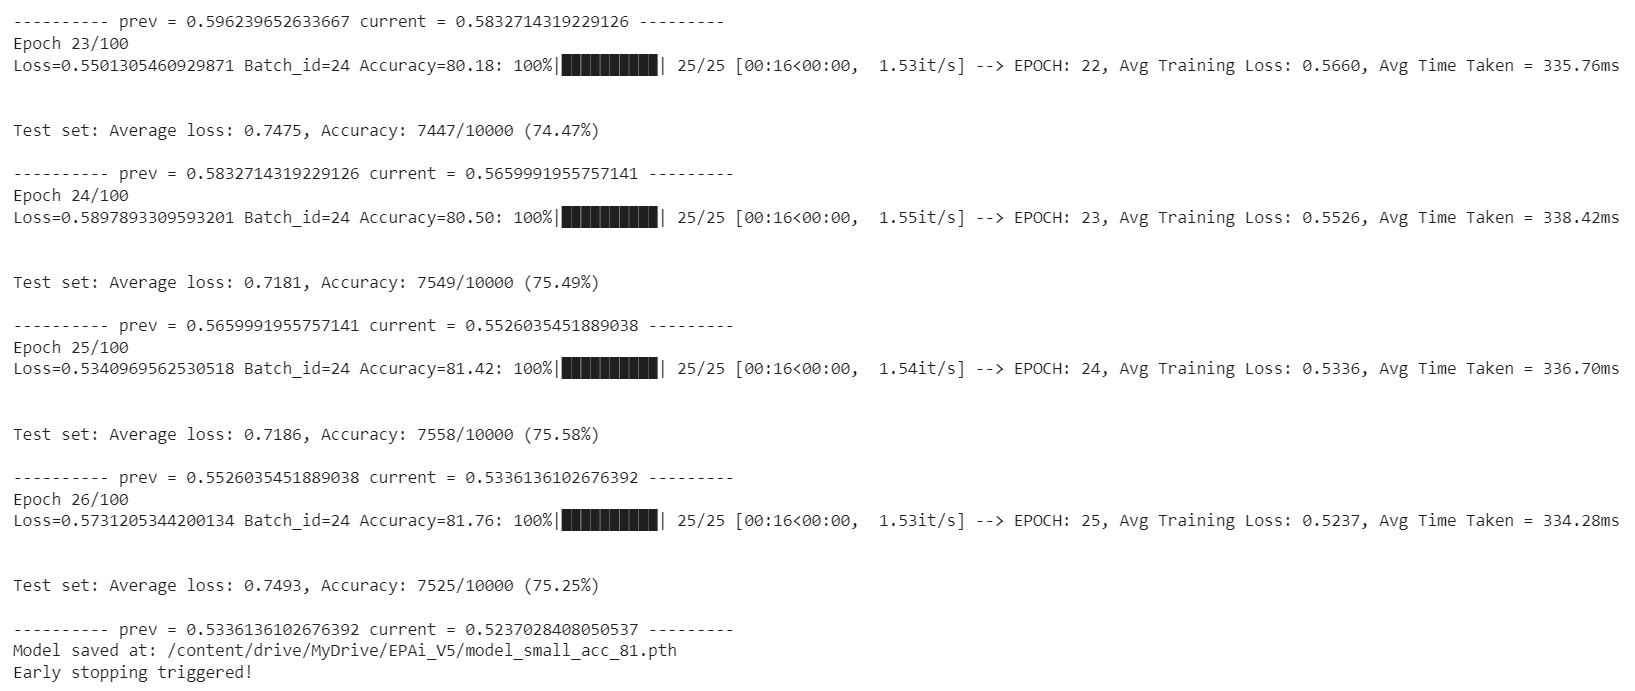 ---------- prev = 0.596239652633667 current = 0.5832714319229126 ---------
Epoch 23/100
Loss=0.5501305460929871 Batch_id=24 Accuracy=80.18: 100%|██████████| 25/25 [00:16<00:00,  1.53it/s] --> EPOCH: 22, Avg Training Loss: 0.5660, Avg Time Taken = 335.76ms
Test set: Average loss: 0.7475, Accuracy: 7447/10000 (74.47%)
---------- prev = 0.5832714319229126 current = 0.5659991955757141 ---------
Epoch 24/100
Loss=0.5897893309593201 Batch_id=24 Accuracy=80.50: 100%|██████████| 25/25 [00:16<00:00,  1.55it/s] --> EPOCH: 23, Avg Training Loss: 0.5526, Avg Time Taken = 338.42ms
Test set: Average loss: 0.7181, Accuracy: 7549/10000 (75.49%)
---------- prev = 0.5659991955757141 current = 0.5526035451889038 ---------
Epoch 25/100
Loss=0.5340969562530518 Batch_id=24 Accuracy=81.42: 100%|██████████| 25/25 [00:16<00:00,  1.54it/s] --> EPOCH: 24, Avg Training Loss: 0.5336, Avg Time Taken = 336.70ms
Test set: Average loss: 0.7186, Accuracy: 7558/10000 (75.58%)
---------- prev = 0.5526035451889038 current = 0.5336136102676392 ---------
Epoch 26/100
Loss=0.5731205344200134 Batch_id=24 Accuracy=81.76: 100%|██████████| 25/25 [00:16<00:00,  1.53it/s] --> EPOCH: 25, Avg Training Loss: 0.5237, Avg Time Taken = 334.28ms
Test set: Average loss: 0.7493, Accuracy: 7525/10000 (75.25%)
---------- prev = 0.5336136102676392 current = 0.5237028408050537 ---------
Model saved at: /content/drive/MyDrive/EPAi_V5/model_small_acc_81.pth
Early stopping triggered!